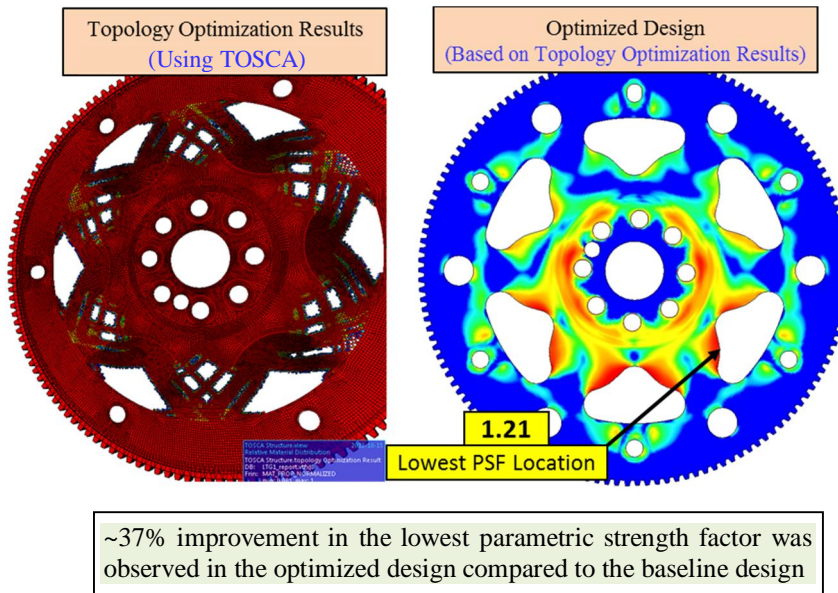 Topology Optimization Results
(Using TOSCA)
Optimized Design
(Based on Topology Optimization Results)
TOSCA Structure.view
Relative Material Distribution
TOSCA Structure.topology Optimization Result
DB:
MAT_PROP_NORMALIZED
1.21
Lowest PSF Location
~37% improvement in the lowest parametric strength factor was
observed in the optimized design compared to the baseline design